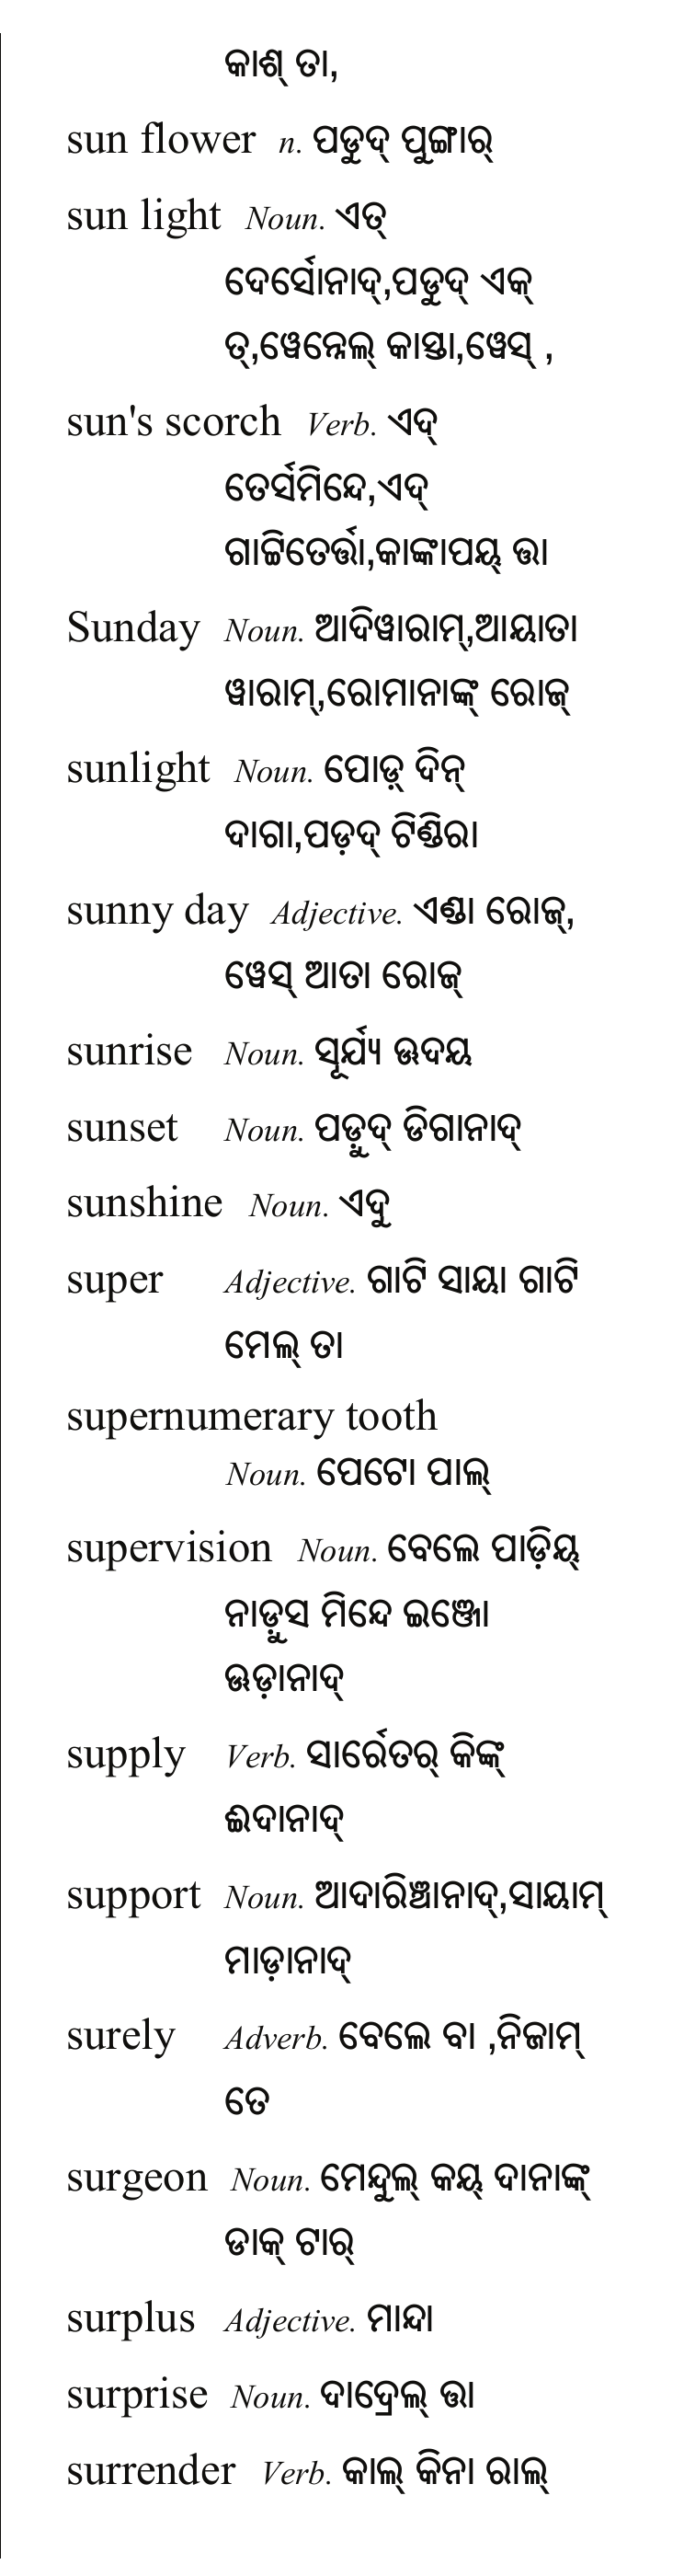 କାଶ୍ ତା,
sun flower n. ପଡୁଦ୍ ପୁଙ୍ଗାର୍
sun light Noun. ଏତ୍
ଦେର୍ସୋନାଦ୍,ପଡୁଦ୍ ଏକ୍
ତ୍,ୱେନ୍ନେଲ୍ କାସ୍ତା,ୱେସ୍ ,
sun's scorch Verb. ଏଦ୍
ତେର୍ସମିନ୍ଦେ,ଏଦ୍
ଗାଟ୍ଟିତେର୍ତ୍ତା,କାଙ୍କାପୟ୍ ତ୍ତା
Sunday Noun. ଆଦିୱାରାମ୍,ଆୟାତା
ୱାରାମ୍,ରୋମାନାଙ୍କ୍ ରୋଜ୍
sunlight Noun. ପୋଡ଼୍ ଦିନ୍
ଦାଗା,ପଡ଼ଦ୍ ଟିଣ୍ଡିରା
sunny day Adjective. ଏଣ୍ଡା ରୋଜ୍,
ୱେସ୍ ଆତା ରୋଜ୍
sunrise Noun. ସୂର୍ଯ୍ୟ ଊଦୟ
sunset Noun. ପଡ଼ୁଦ୍ ଡିଗାନାଦ୍
sunshine Noun. ଏଦୁ
super Adjective. ଗାଟି ସାୟା ଗାଟି
ମେଲ୍ ତା
supernumerary tooth
Noun. ପେଟୋ ପାଲ୍
supervision Noun. ବେଲେ ପାଡ଼ିୟ୍
ନାଡ଼ୁସ ମିନ୍ଦେ ଇଞ୍ଜୋ
ଊଡ଼ାନାଦ୍
supply Verb. ସାର୍ରେତର୍ କିଙ୍କ୍
ଈଦାନାଦ୍
support Noun. ଆଦାରିଞ୍ଚାନାଦ୍,ସାୟାମ୍
ମାଡ଼ାନାଦ୍
surely Adverb. ବେଲେ ବା ,ନିଜାମ୍
ତେ
surgeon Noun. ମେନ୍ଦୁଲ୍ କୟ୍ ଦାନାଙ୍କ୍
ଡାକ୍ ଟାର୍
surplus Adjective. ମାନ୍ଦା
surprise Noun. ଦାଦ୍ରେଲ୍ ତ୍ତା
surrender Verb. କାଲ୍ କିନା ରାଲ୍